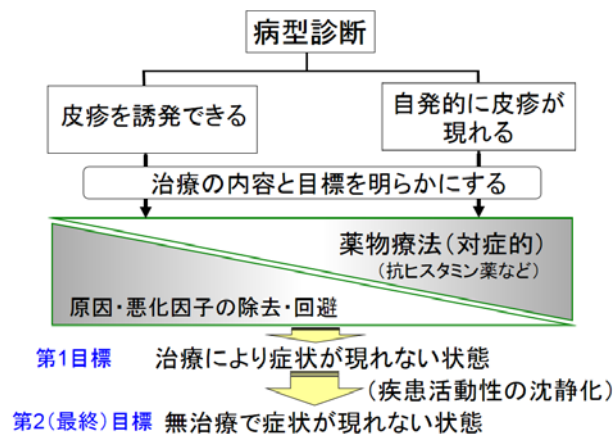 病型診断
皮疹を誘発できる
自発的に皮疹が
現れる
治療の内容と目標を明らかにする
薬物療法(対症的)
(抗ヒスタミン薬など)
原因・悪化因子の除去・回避
第1目標 治療により症状が現れない状態
(疾患活動性の沈静化)
第2(最終)目標 無治療で症状が現れない状態